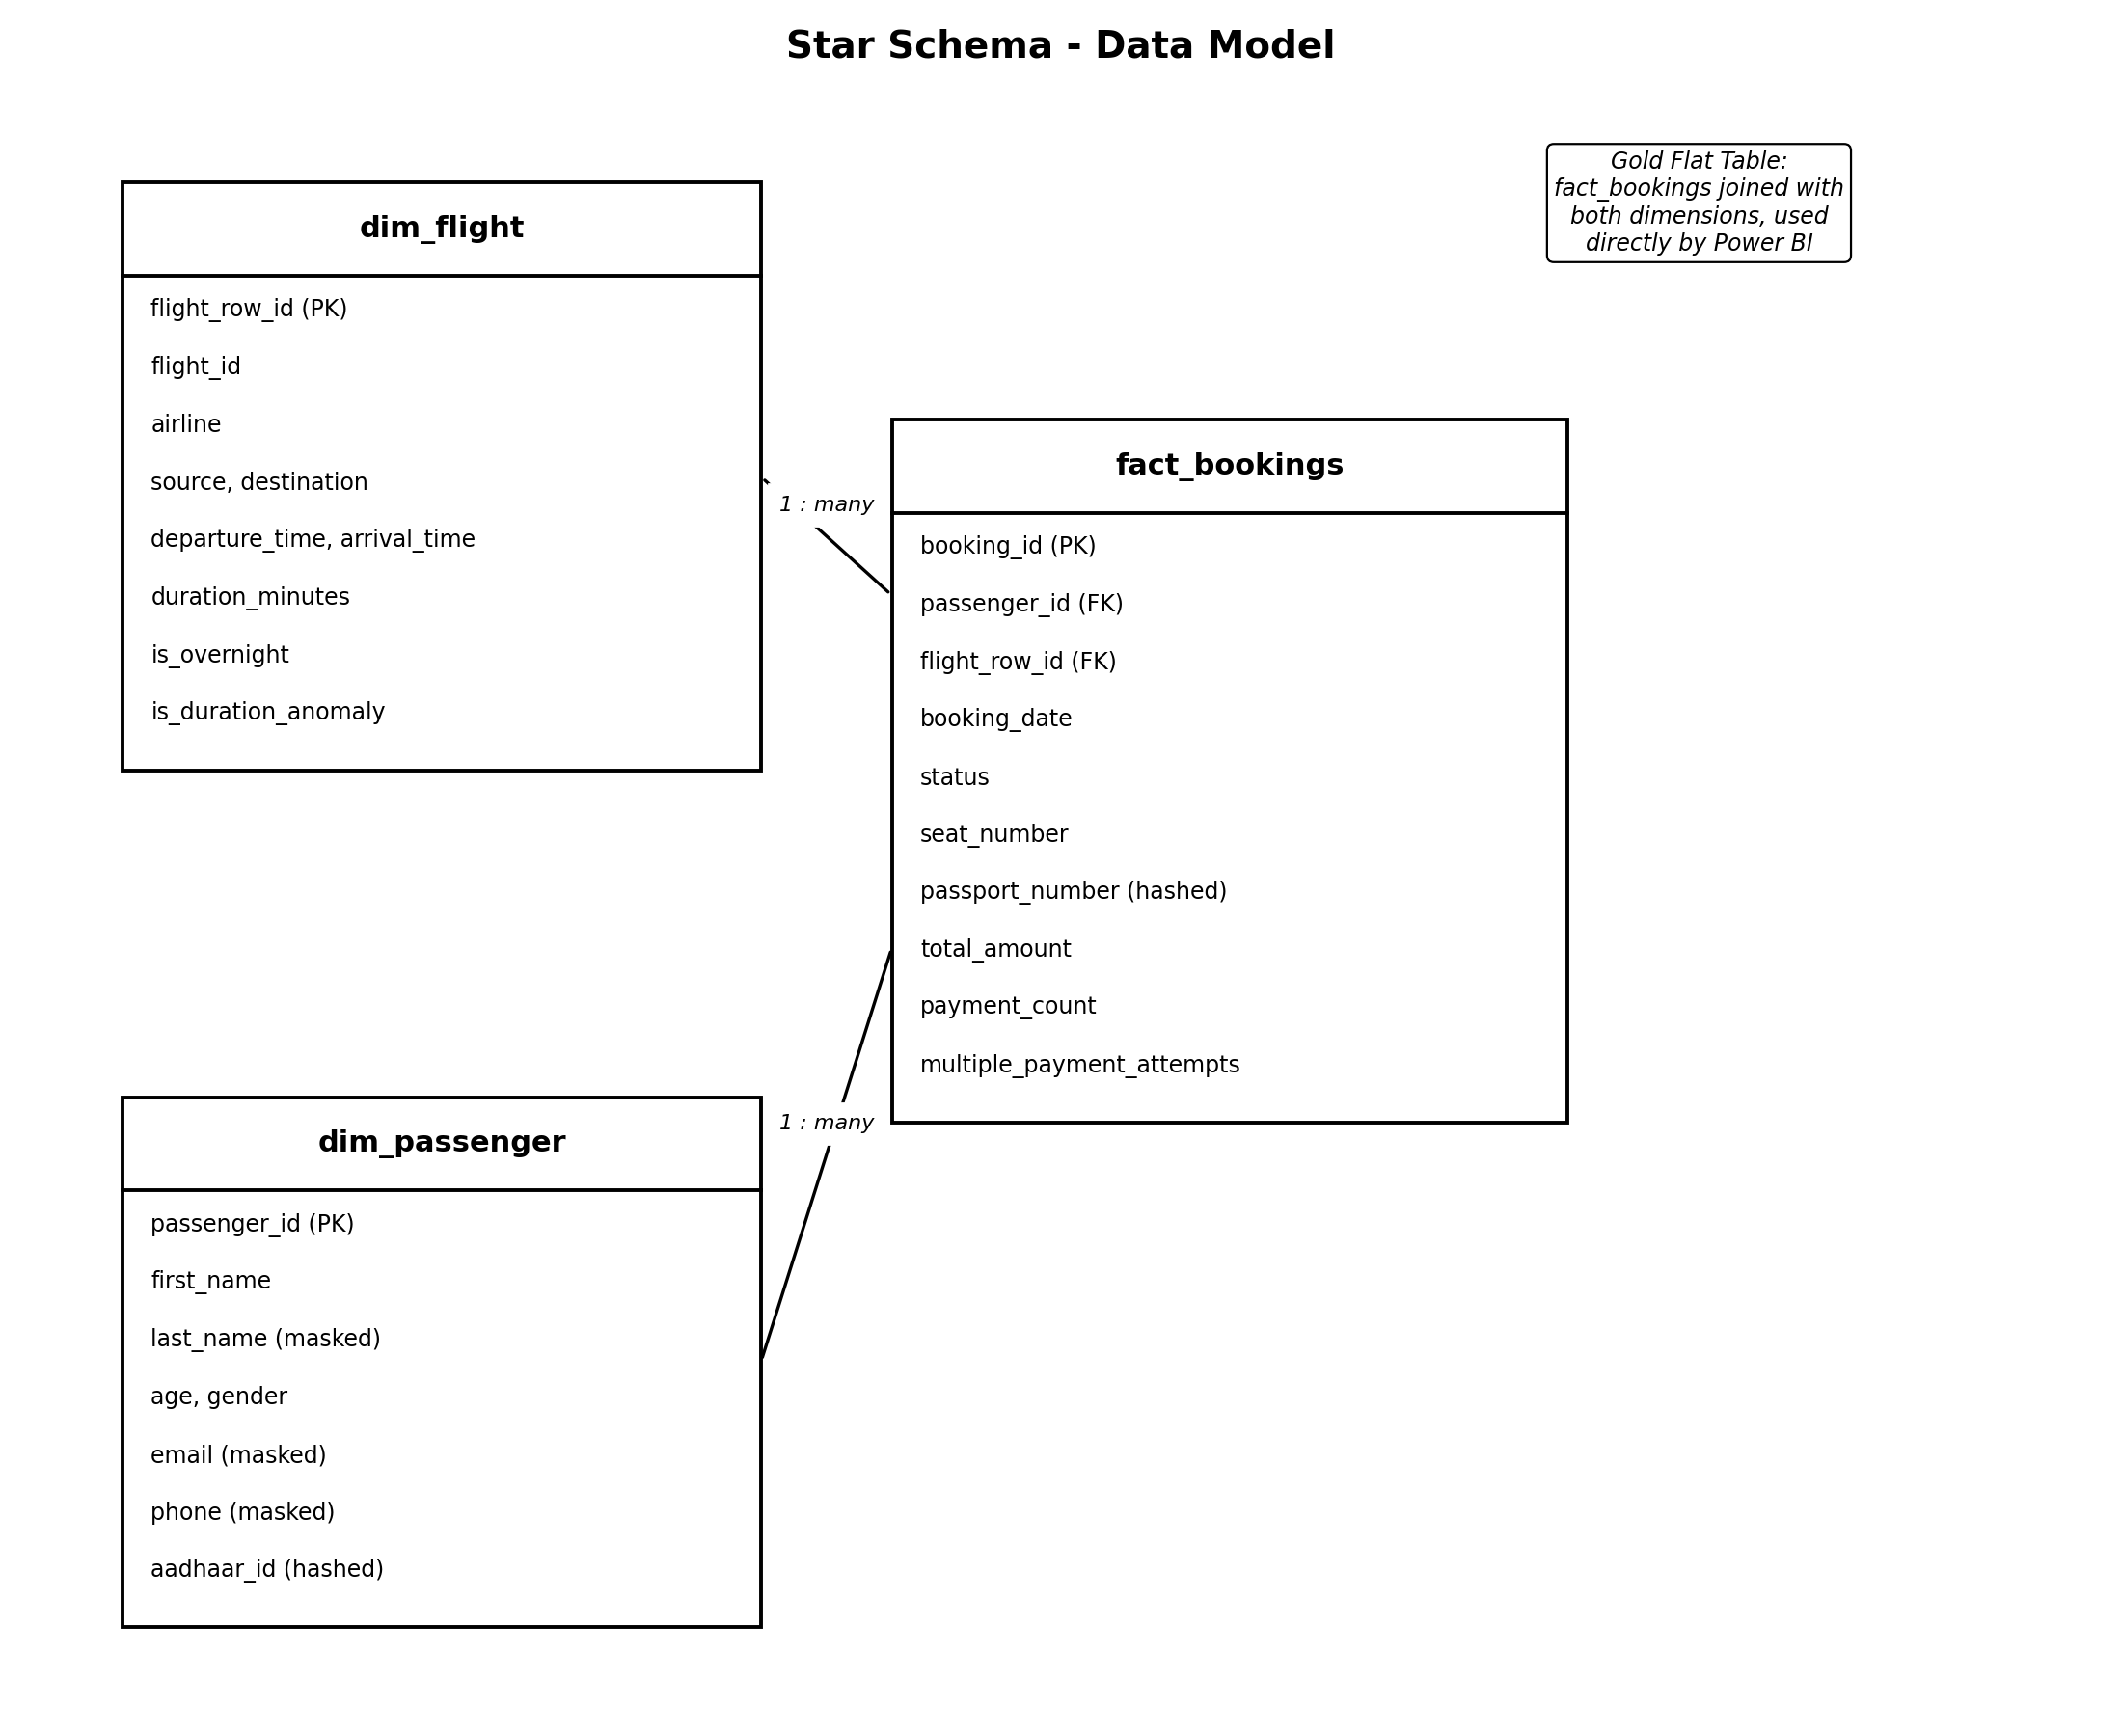 Star Schema - Data Model
Gold Flat Table:
fact_bookings joined with
both dimensions, used
directly by Power BI
dim_flight
flight_row_id (PK)
flight_id
airline
source, destination
departure_time, arrival_time
duration_minutes
is_overnight
is_duration_anomaly
1 : many
fact_bookings
booking_id (PK)
passenger_id (FK)
flight_row_id (FK)
booking_date
status
seat_number
passport_number (hashed)
total_amount
payment_count
multiple_payment_attempts
1 : many
dim_passenger
passenger_id (PK)
first_name
last_name (masked)
age, gender
email (masked)
phone (masked)
aadhaar_id (hashed)